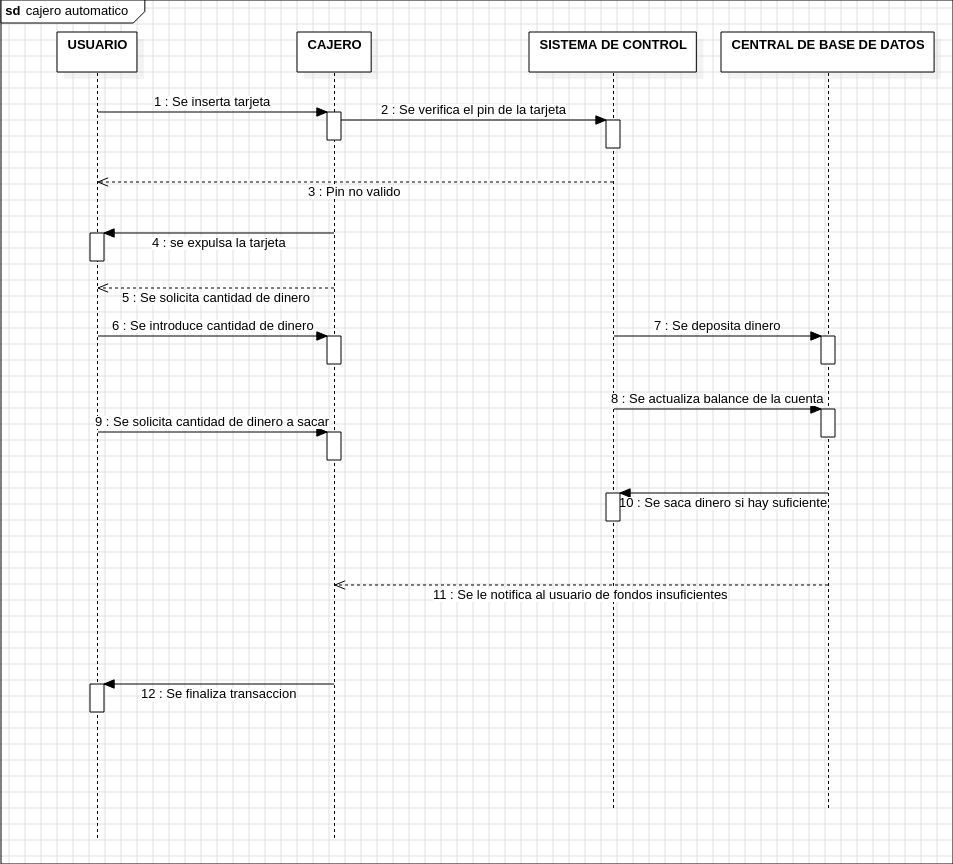 sd cajero automatico
USUARIO
CAJERO
SISTEMA DE CONTROL
CENTRAL DE BASE DE DATOS
1 : Se inserta tarjeta
2 : Se verifica el pin de la tarjeta
3 : Pin no valido
4 : se expulsa la tarjeta
5 : Se solicita cantidad de dinero
6 : Se introduce cantidad de dinero
7 : Se deposita dinero
8 : Se actualiza balance de la cuenta
9 : Se solicita cantidad de dinero a sacar
10 : Se saca dinero si hay suficiente
11 : Se le notifica al usuario de fondos insuficientes
12 : Se finaliza transaccion